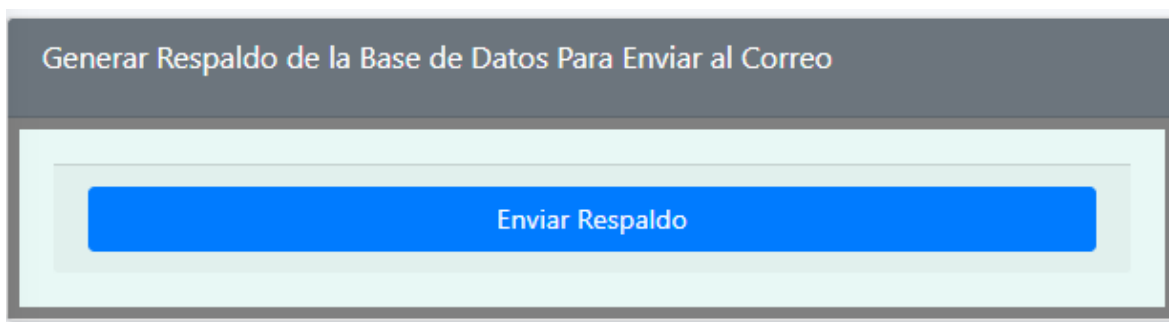 Generar Respaldo de la Base de Datos Para Enviar al Correo
Enviar Respaldo